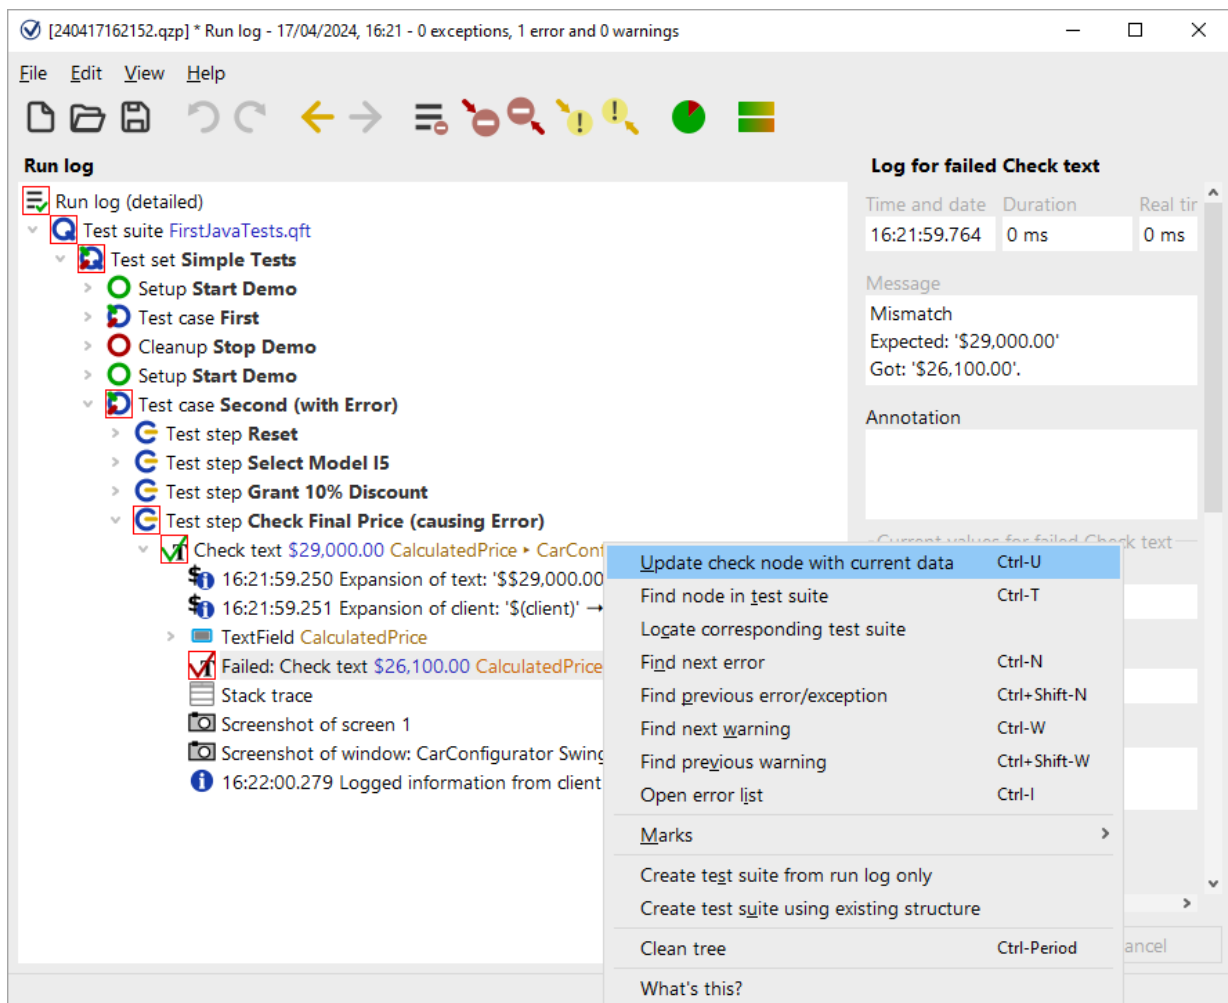 [240417162152.qzp] * Run log - 17/04/2024, 16:21 - 0 exceptions, 1 error and 0 warnings
File Edit View Help
Run log
Run log (detailed)
Test suite FirstJavaTests.qft
Test set Simple Tests
Setup Start Demo
Test case First
Cleanup Stop Demo
Setup Start Demo
Test case Second (with Error)
Test step Reset
Test step Select Model I5
Test step Grant 10% Discount
Test step Check Final Price (causing Error)
Check text $29,000.00 CalculatedPrice ‣ CarConf
16:21:59.250 Expansion of text: '$$29,000.00
16:21:59.251 Expansion of client: '$(client)' →
TextField CalculatedPrice
Failed: Check text $26,100.00 CalculatedPrice
Stack trace
Screenshot of screen 1
Screenshot of window: CarConfigurator Swing
16:22:00.279 Logged information from client
Log for failed Check text
Time and date Duration Real tir
16:21:59.764 0 ms 0 ms
Message
Mismatch
Expected: '$29,000.00'
Got: '$26,100.00'.
Annotation
Current values for failed Check text
Update check node with current data Ctrl-U
Find node in test suite Ctrl-T
Locate corresponding test suite
Find next error Ctrl-N
Find previous error/exception Ctrl+Shift-N
Find next warning Ctrl-W
Find previous warning Ctrl+Shift-W
Open error list Ctrl-I
Marks
Create test suite from run log only
Create test suite using existing structure
Clean tree Ctrl-Period
What's this?
ancel